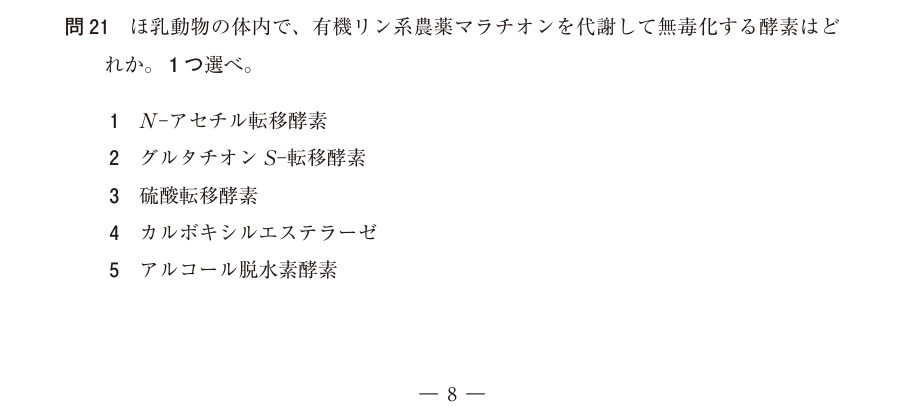 問 21　ほ乳動物の体内で、有機リン系農薬マラチオンを代謝して無毒化する酵素はど
れか。1 つ選べ。
1　N-アセチル転移酵素
2　グルタチオン S-転移酵素
3　硫酸転移酵素
4　カルボキシルエステラーゼ
5　アルコール脱水素酵素
— 8 —